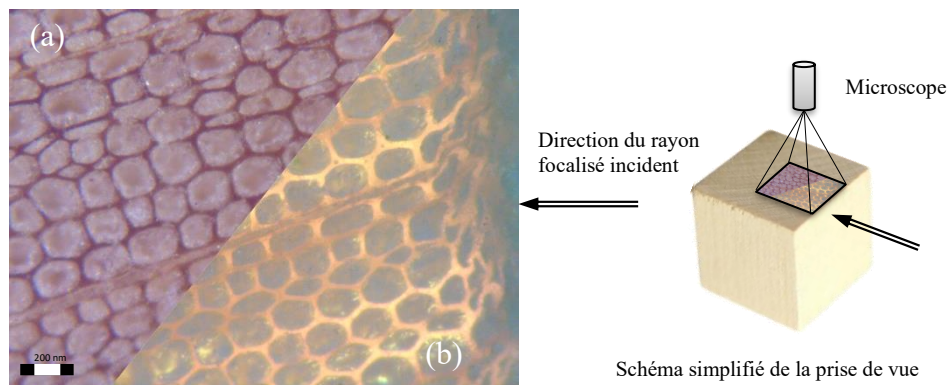 (a)
Microscope
Direction du rayon
focalisé incident
(b)
200 nm
Schéma simplifié de la prise de vue